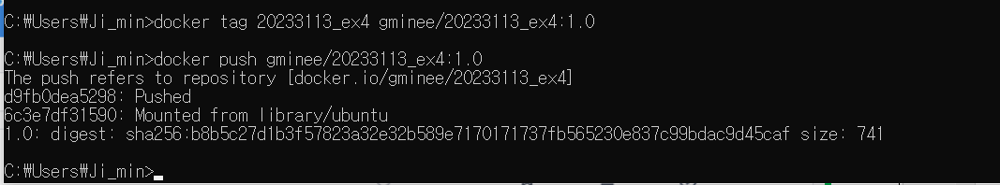 C:₩Users₩Ji_min>docker tag 20233113_ex4 gminee/20233113_ex4:1.0
C:₩Users₩Ji_min>docker push gminee/20233113_ex4:1.0
The push refers to repository [docker.io/gminee/20233113_ex4]
d9fb0dea5298: Pushed
6c3e7df31590: Mounted from library/ubuntu
1.0: digest: sha256:b8b5c27d1b3f57823a32e32b589e7170171737fb565230e837c99bdac9d45caf size: 741
C:₩Users₩Ji_min>